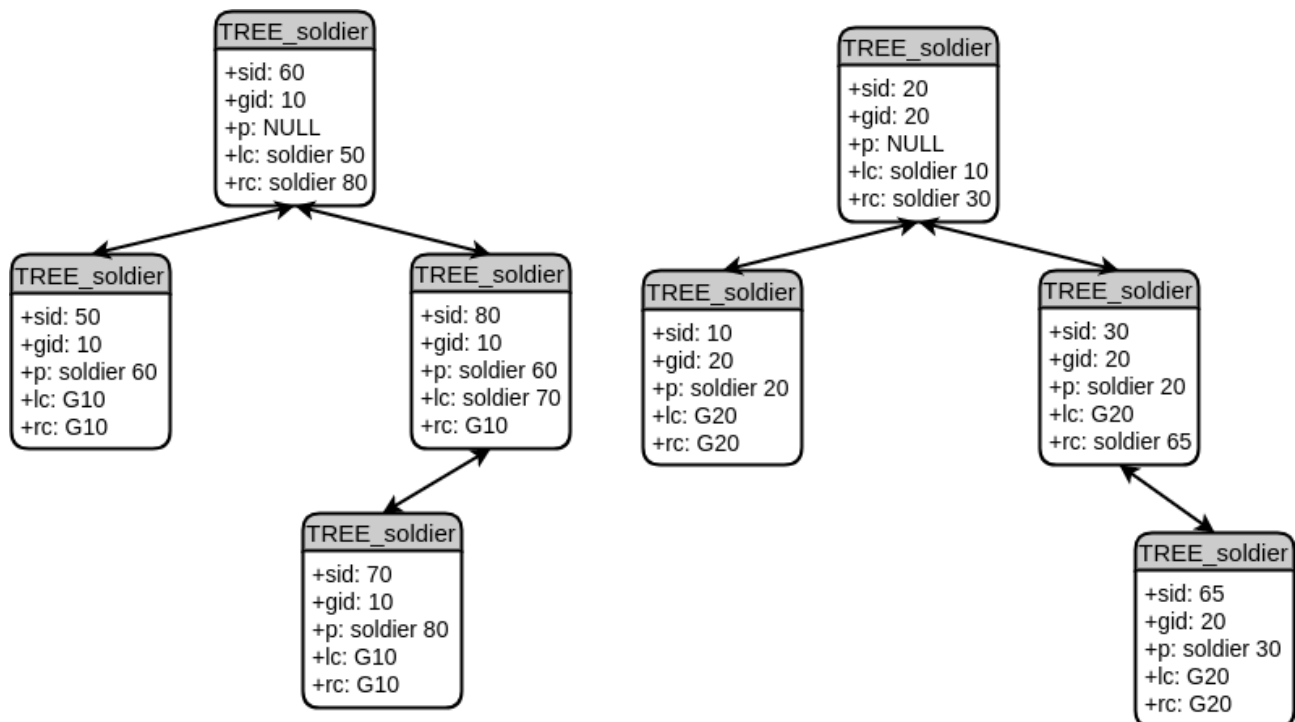 TREE_soldier
+sid: 60
+gid: 10
+p: NULL
+lc: soldier 50
+rc: soldier 80
TREE_soldier
+sid: 20
+gid: 20
+p: NULL
+lc: soldier 10
+rc: soldier 30
TREE_soldier
+sid: 50
+gid: 10
+p: soldier 60
+lc: G10
+rc: G10
TREE_soldier
+sid: 80
+gid: 10
+p: soldier 60
+lc: soldier 70
+rc: G10
TREE_soldier
+sid: 10
+gid: 20
+p: soldier 20
+lc: G20
+rc: G20
TREE_soldier
+sid: 30
+gid: 20
+p: soldier 20
+lc: G20
+rc: soldier 65
TREE_soldier
+sid: 70
+gid: 10
+p: soldier 80
+lc: G10
+rc: G10
TREE_soldier
+sid: 65
+gid: 20
+p: soldier 30
+lc: G20
+rc: G20